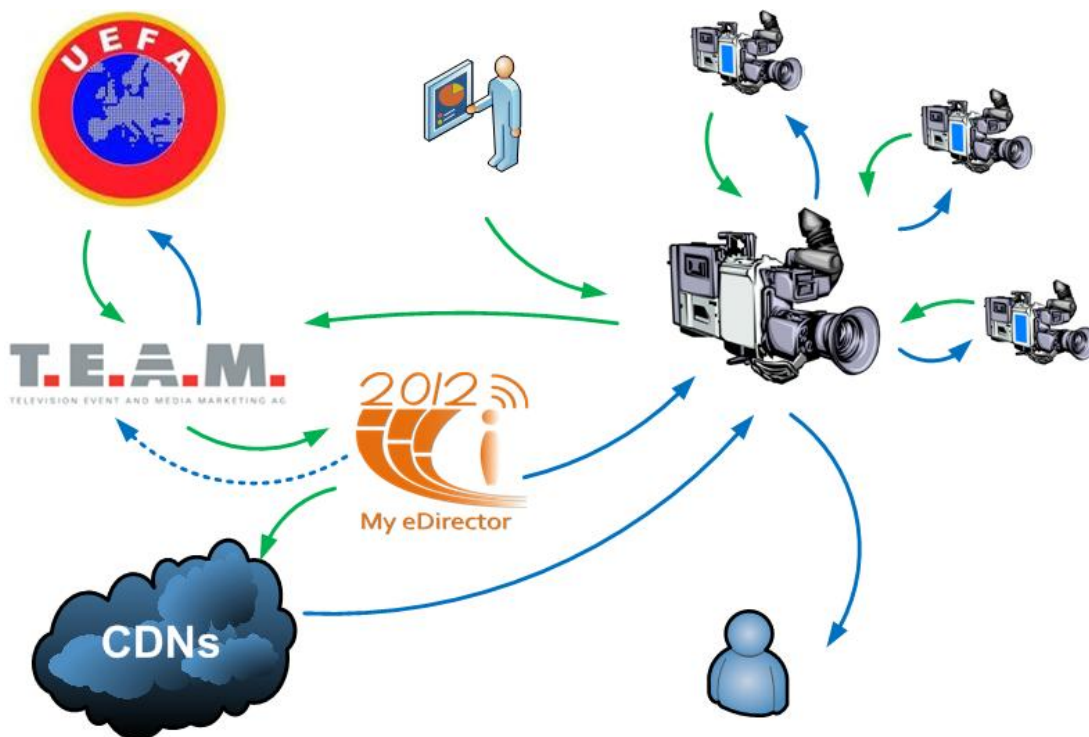 UEFA
T.E.A.M.
TELEVISION EVENT AND MEDIA MARKETING AG
2012
My eDirector
CDNs